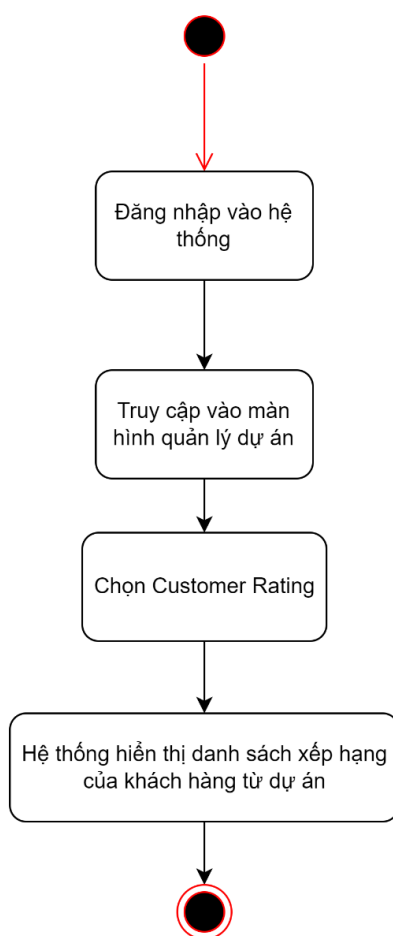 Đăng nhập vào hệ
thống
Truy cập vào màn
hình quản lý dự án
Chọn Customer Rating
Hệ thống hiển thị danh sách xếp hạng
của khách hàng từ dự án